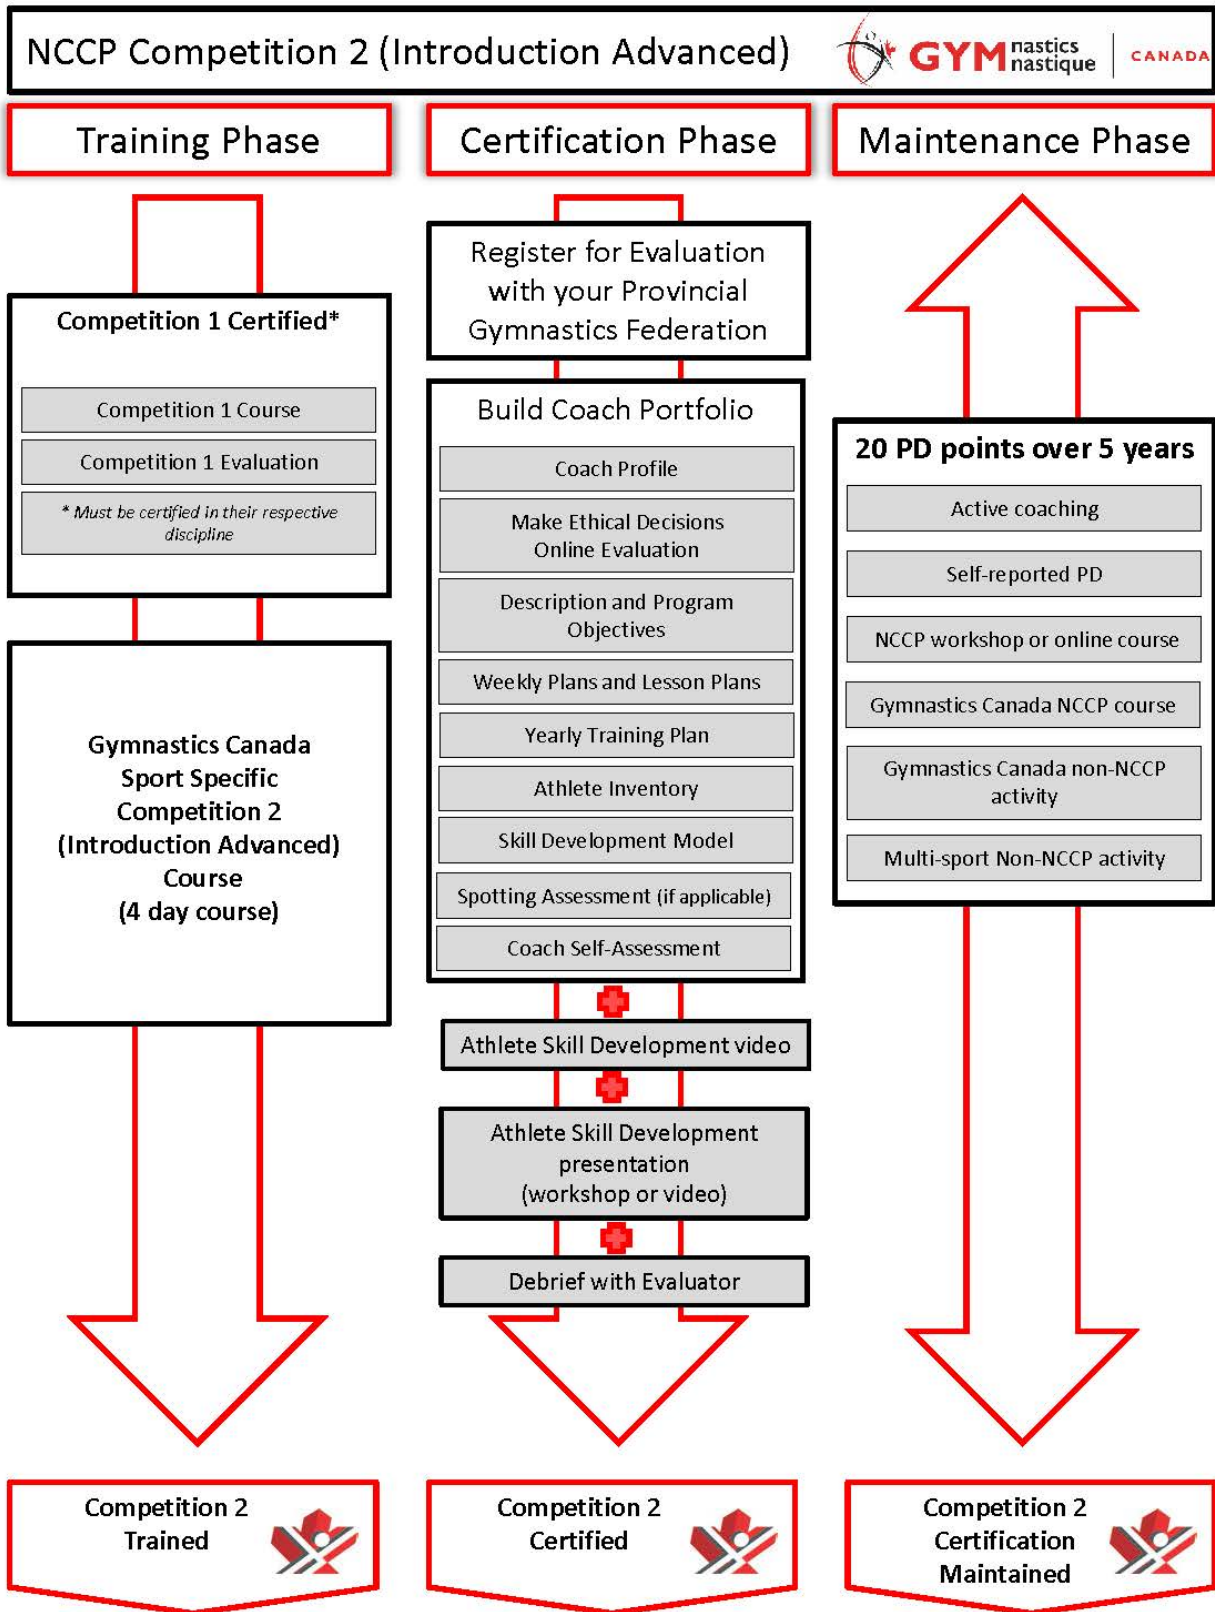 NCCP Competition 2 (Introduction Advanced)
GYM nastics
nastique
CANADA
Training Phase
Competition 1 Certified*
Competition 1 Course
Competition 1 Evaluation
* Must be certified in their respective
discipline
Gymnastics Canada
Sport Specific
Competition 2
(Introduction Advanced)
Course
(4 day course)
Competition 2
Trained
Certification Phase
Register for Evaluation
with your Provincial
Gymnastics Federation
Build Coach Portfolio
Coach Profile
Make Ethical Decisions
Online Evaluation
Description and Program
Objectives
Weekly Plans and Lesson Plans
Yearly Training Plan
Athlete Inventory
Skill Development Model
Spotting Assessment (if applicable)
Coach Self-Assessment
Athlete Skill Development video
Athlete Skill Development
presentation
(workshop or video)
Debrief with Evaluator
Competition 2
Certified
Maintenance Phase
20 PD points over 5 years
Active coaching
Self-reported PD
NCCP workshop or online course
Gymnastics Canada NCCP course
Gymnastics Canada non-NCCP
activity
Multi-sport Non-NCCP activity
Competition 2
Certification
Maintained